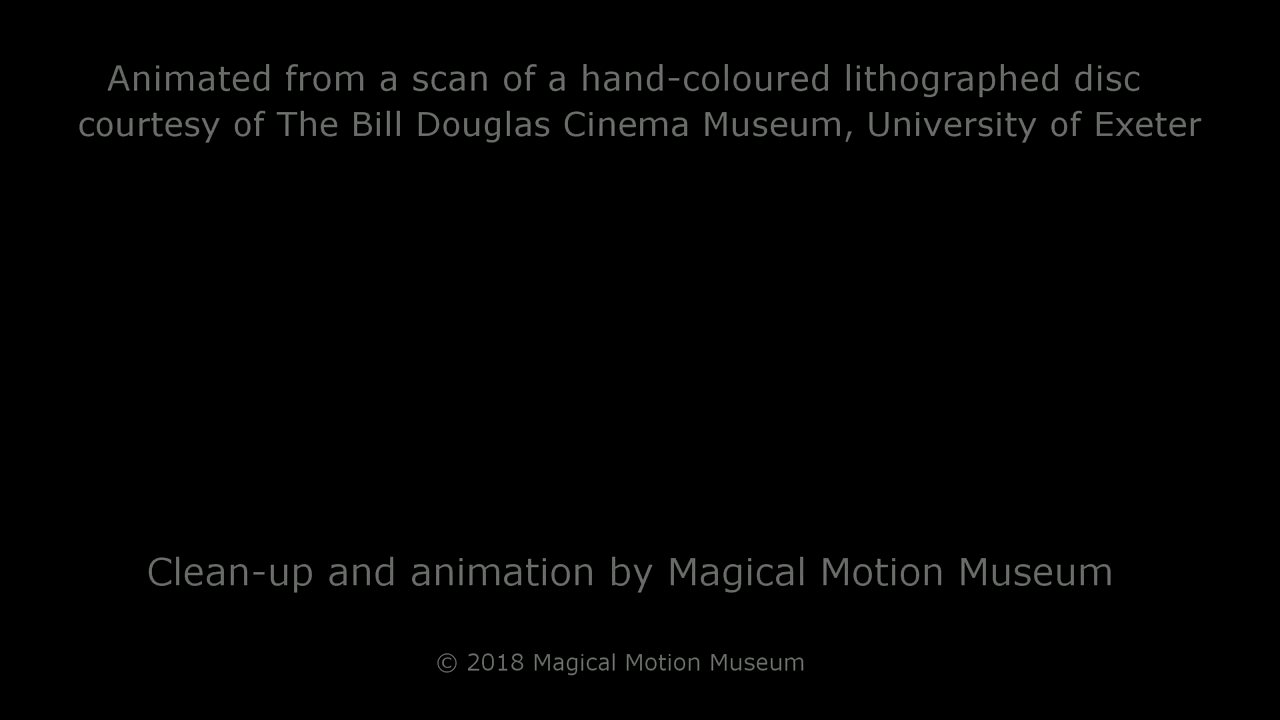 Animated from a scan of a hand-coloured lithographed disc
courtesy of The Bill Douglas Cinema Museum, University of Exeter
Clean-up and animation by Magical Motion Museum
© 2018 Magical Motion Museum